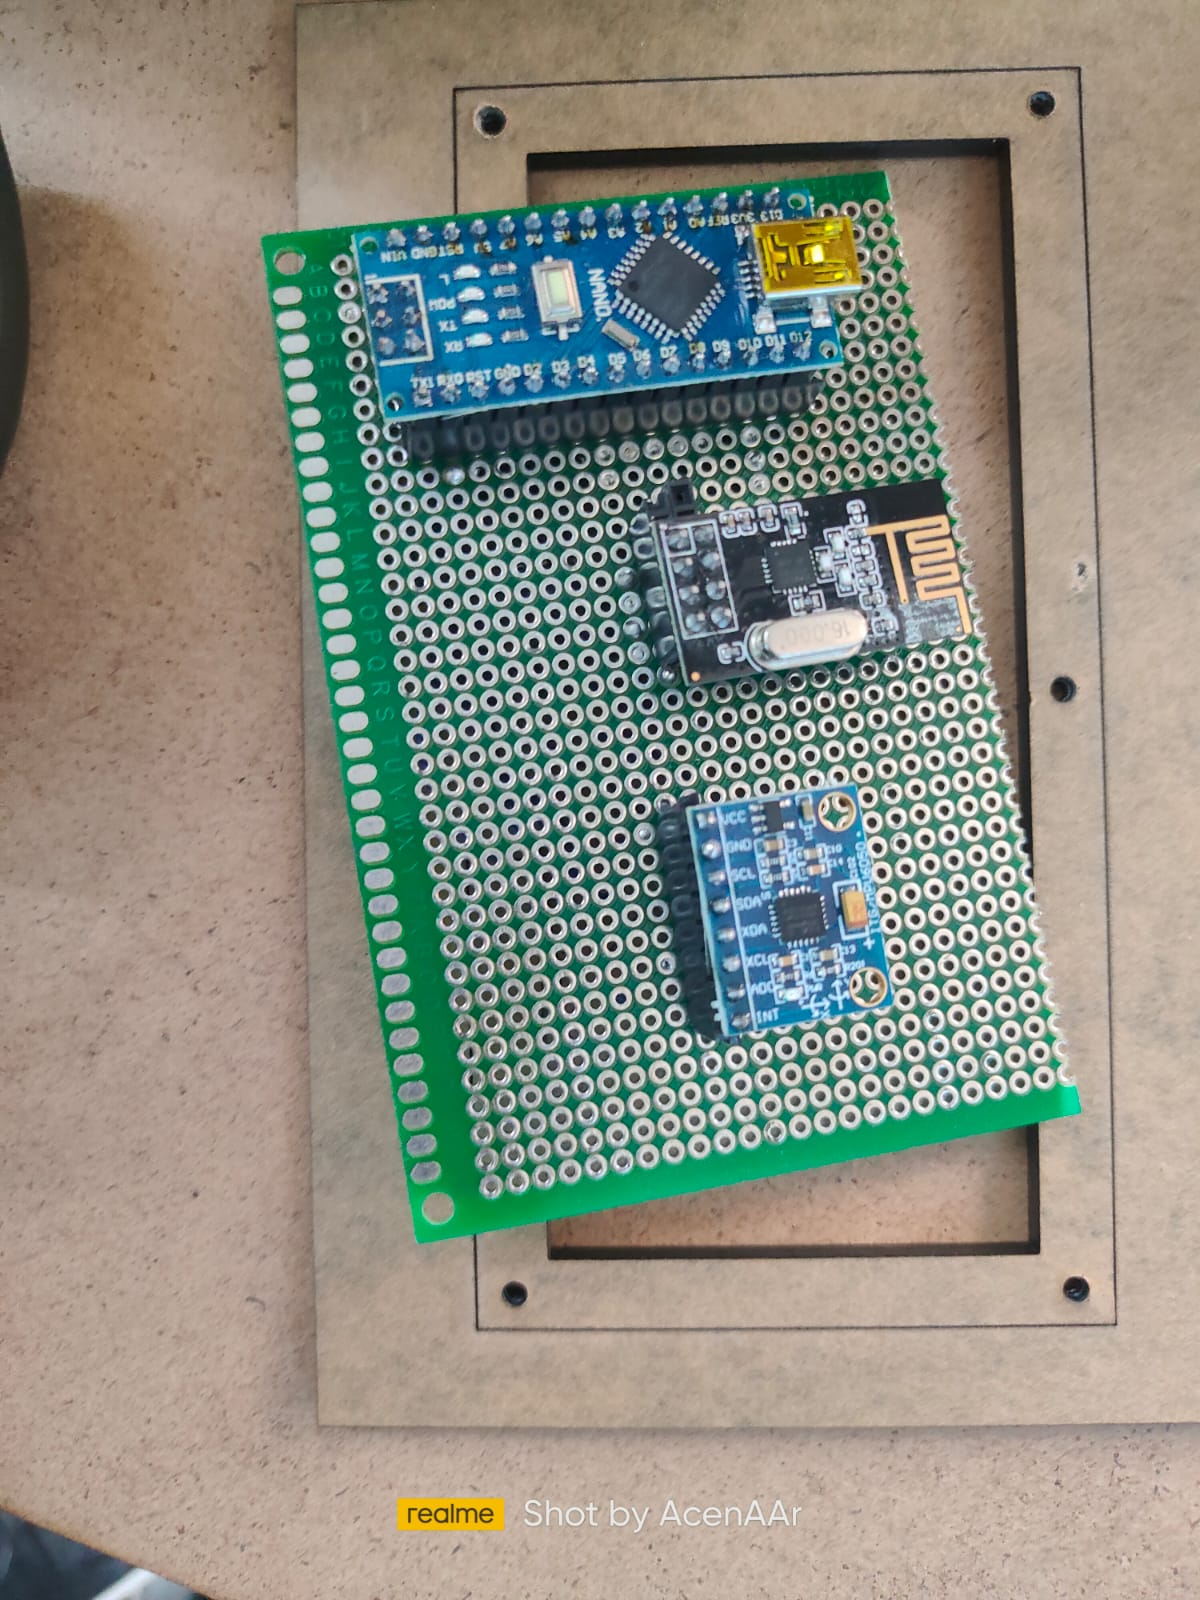 VIN GND RST 5V A7 A6 A5 A4 A3 A2 A1 A0 REF 3V3 D13
L
POW
TX
RX
NANO
TX1 RX0 RST GND D2 D3 D4 D5 D6 D7 D8 D9 D10 D11 D12
A
B
C
D
E
F
G
H
I
J
K
L
M
N
O
P
Q
R
S
T
U
V
W
X
16.000
VCC
GND
SCL
SDA
XDA
XCL
ADO
INT
realme Shot by AcenAAr